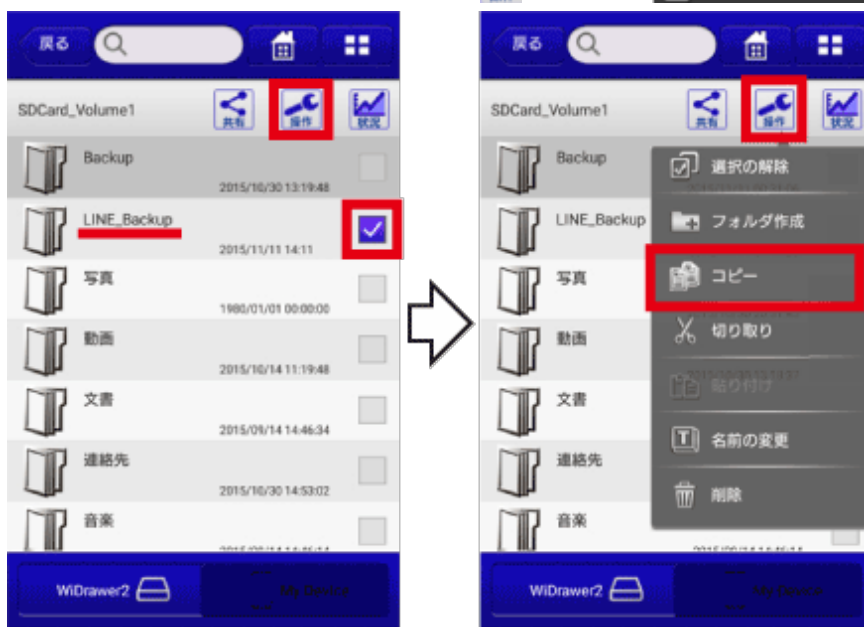 戻る
SDCard_Volume1
共有
操作
状況
Backup
2015/10/30 13:19:48
LINE_Backup
2015/11/11 14:11
写真
1980/01/01 00:00:00
動画
2015/10/14 11:19:48
文書
2015/09/14 14:46:34
連絡先
2015/10/30 14:53:02
音楽
WiDrawer2
戻る
SDCard_Volume1
共有
操作
状況
Backup
LINE_Backup
写真
動画
文書
連絡先
音楽
選択の解除
フォルダ作成
コピー
切り取り
貼り付け
名前の変更
削除
WiDrawer2